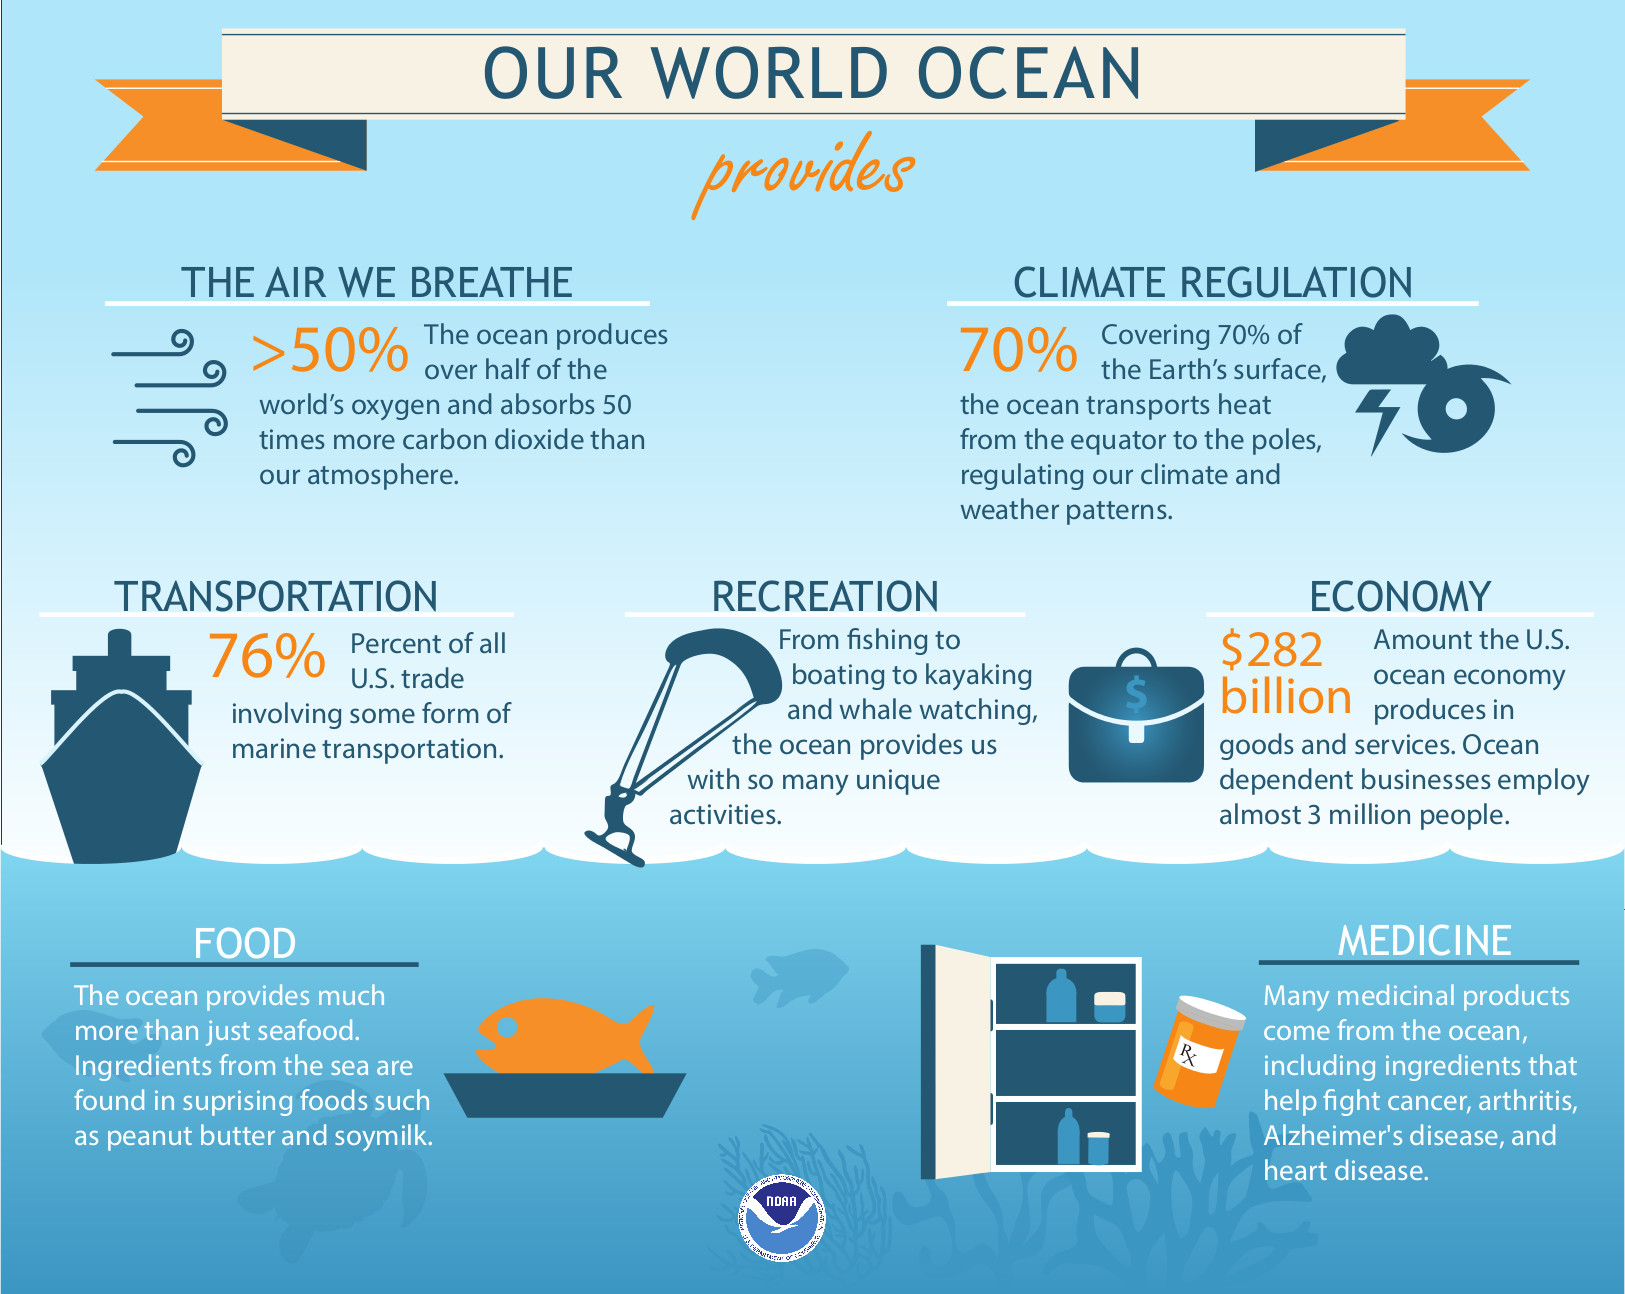 OUR WORLD OCEAN
provides
THE AIR WE BREATHE
>50%
The ocean produces
over half of the
world's oxygen and absorbs 50
times more carbon dioxide than
our atmosphere.
CLIMATE REGULATION
70%
Covering 70% of
the Earth's surface,
the ocean transports heat
from the equator to the poles,
regulating our climate and
weather patterns.
TRANSPORTATION
76%
Percent of all
U.S. trade
involving some form of
marine transportation.
RECREATION
From fishing to
boating to kayaking
and whale watching,
the ocean provides us
with so many unique
activities.
ECONOMY
$282
billion
Amount the U.S.
ocean economy
produces in
goods and services. Ocean
dependent businesses employ
almost 3 million people.
$
FOOD
The ocean provides much
more than just seafood.
Ingredients from the sea are
found in suprising foods such
as peanut butter and soymilk.
MEDICINE
Many medicinal products
come from the ocean,
including ingredients that
help fight cancer, arthritis,
Alzheimer's disease, and
heart disease.
Rx
NOAA